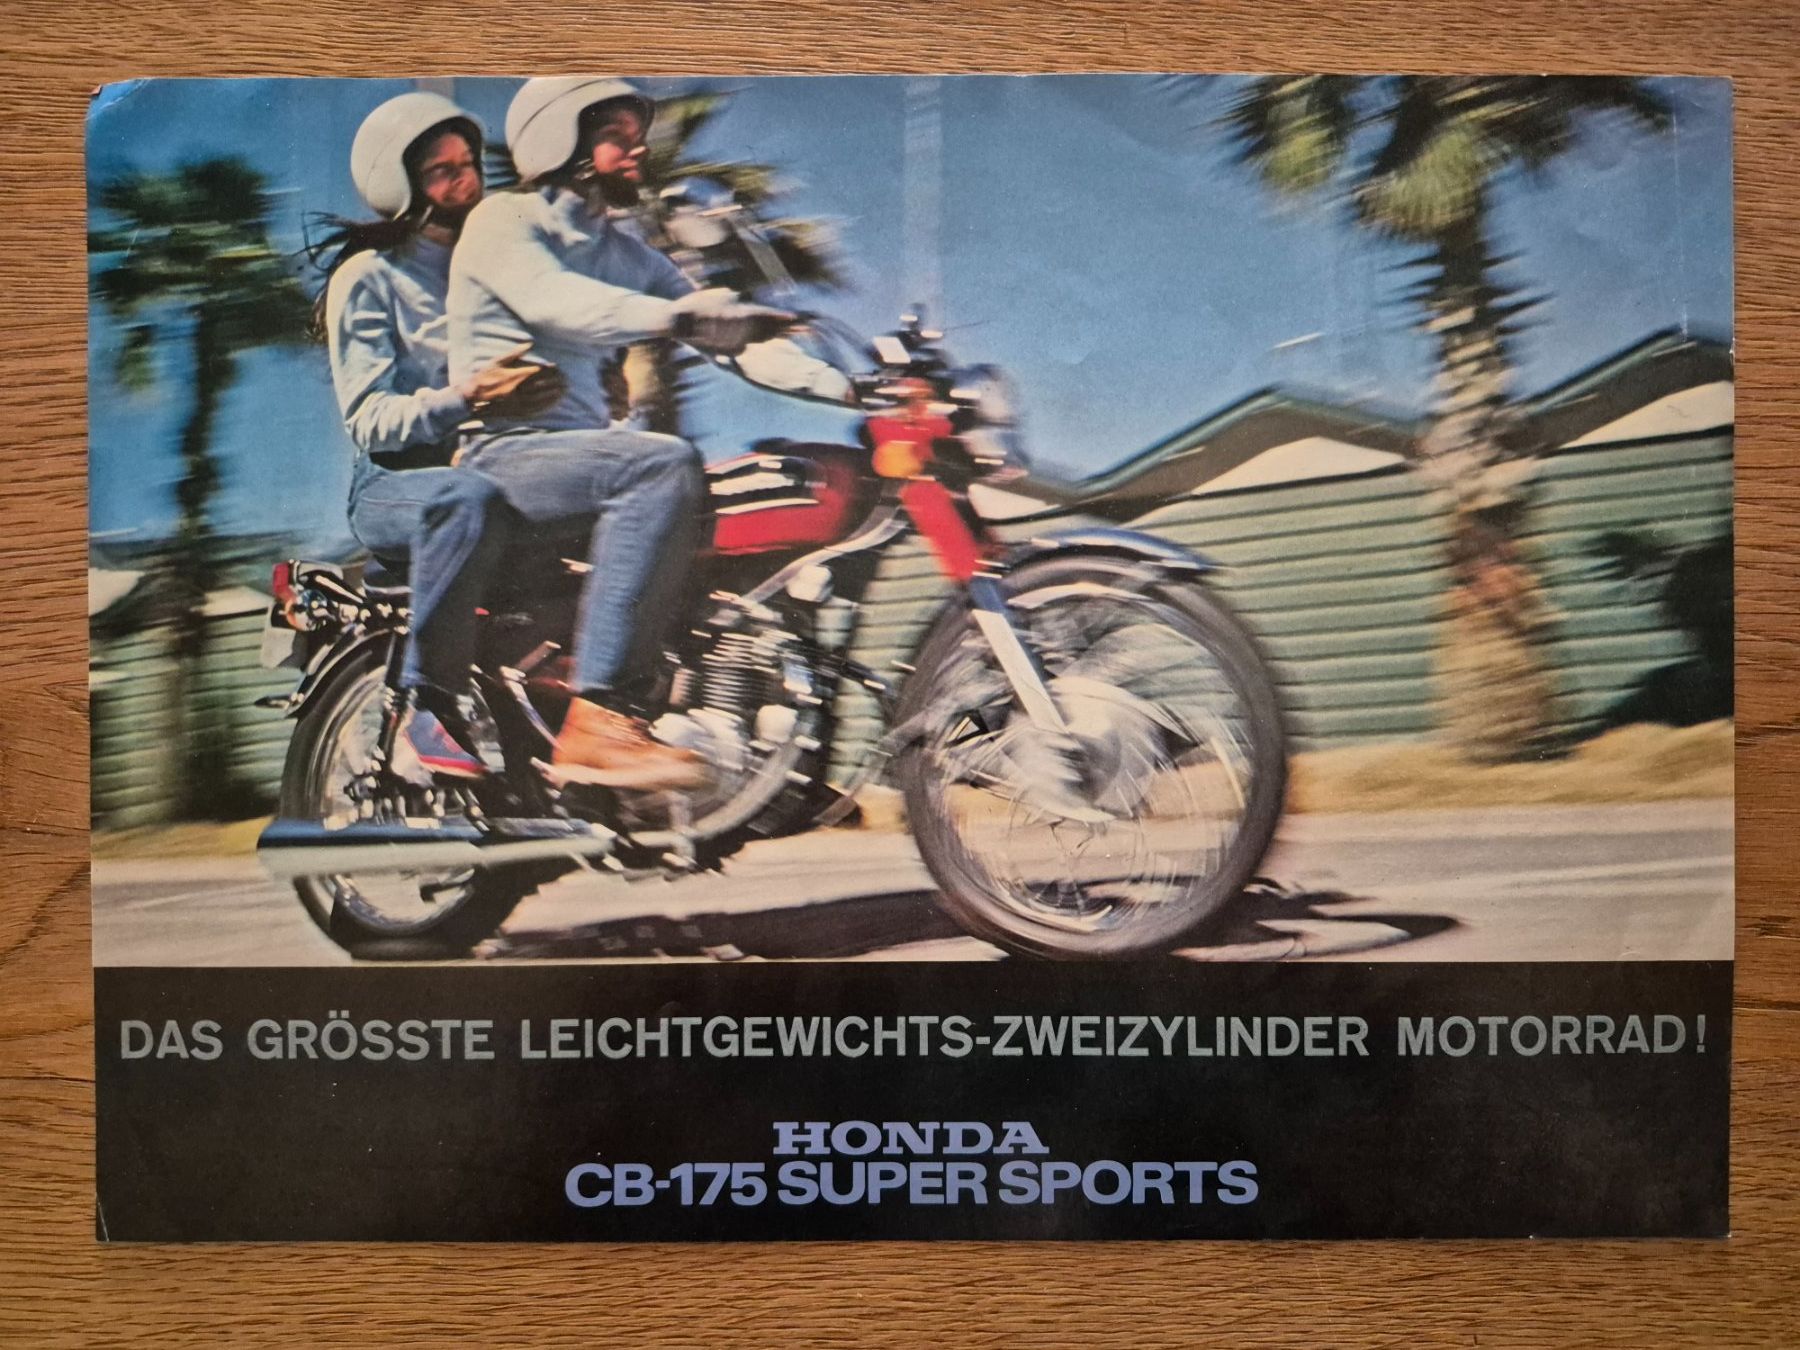 DAS GRÖSSTE LEICHTGEWICHTS-ZWEIZYLINDER MOTORRAD!
HONDA
CB-175 SUPER SPORTS